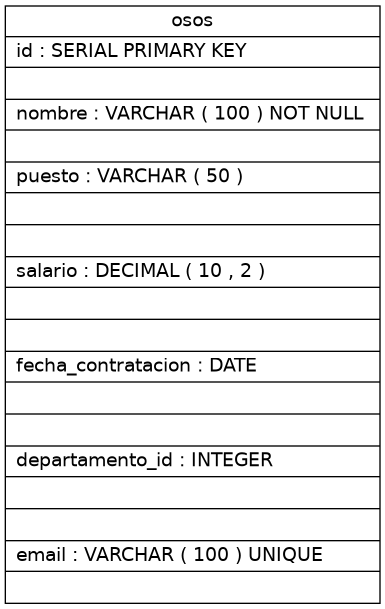 osos
id : SERIAL PRIMARY KEY
nombre : VARCHAR ( 100 ) NOT NULL
puesto : VARCHAR ( 50 )
salario : DECIMAL ( 10 , 2 )
fecha_contratacion : DATE
departamento_id : INTEGER
email : VARCHAR ( 100 ) UNIQUE